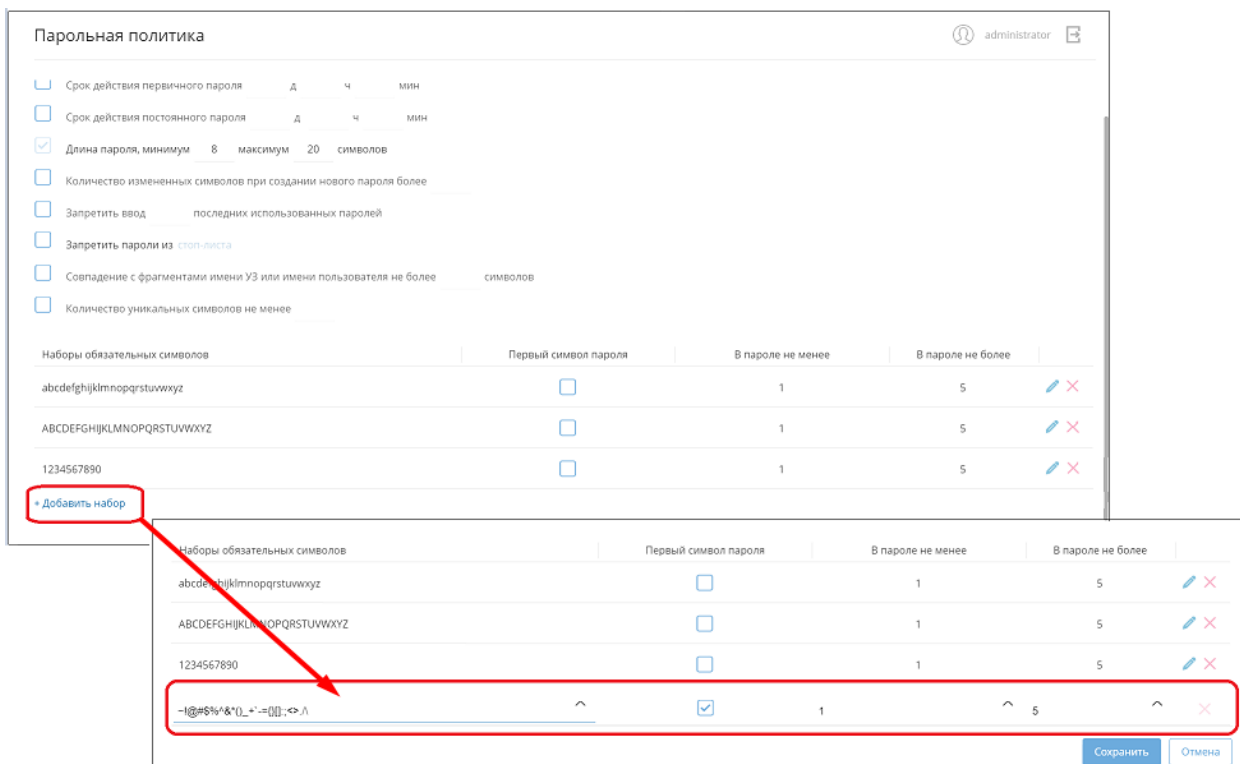 Парольная политика
administrator
Срок действия первичного пароля д ч мин
Срок действия постоянного пароля д ч мин
Длина пароля, минимум 8 максимум 20 символов
Количество измененных символов при создании нового пароля более
Запретить ввод последних использованных паролей
Запретить пароли из стоп-листа
Совпадение с фрагментами имени УЗ или имени пользователя не более символов
Количество уникальных символов не менее
Наборы обязательных символов Первый символ пароля В пароле не менее В пароле не более
abcdefghijklmnopqrstuvwxyz 1 5
ABCDEFGHIJKLMNOPQRSTUVWXYZ 1 5
1234567890 1 5
+ Добавить набор
Наборы обязательных символов Первый символ пароля В пароле не менее В пароле не более
abcdefghijklmnopqrstuvwxyz 1 5
ABCDEFGHIJKLMNOPQRSTUVWXYZ 1 5
1234567890 1 5
~!@#$%^&*()_+`-={}[]:;<>,/\ 1 5
Сохранить Отмена